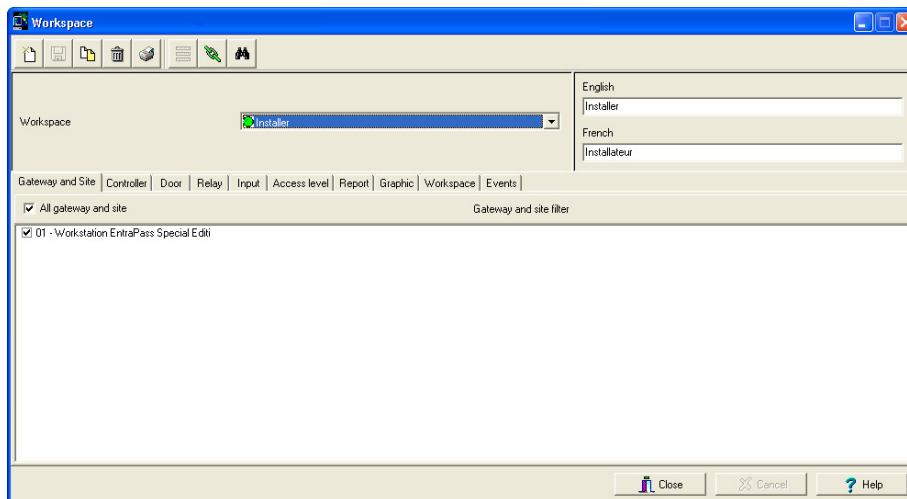 Workspace
English
Installer
Workspace
Installer
French
Installateur
Gateway and Site Controller Door Relay Input Access level Report Graphic Workspace Events
All gateway and site Gateway and site filter
01 - Workstation EntraPass Special Editi
Close Cancel Help